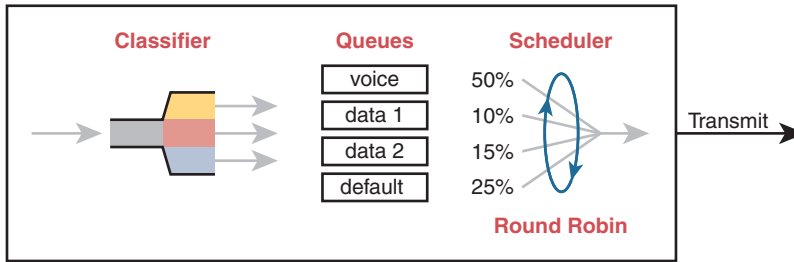 Classifier
Queues
Scheduler
voice
data 1
data 2
default
50%
10%
15%
25%
Round Robin
Transmit